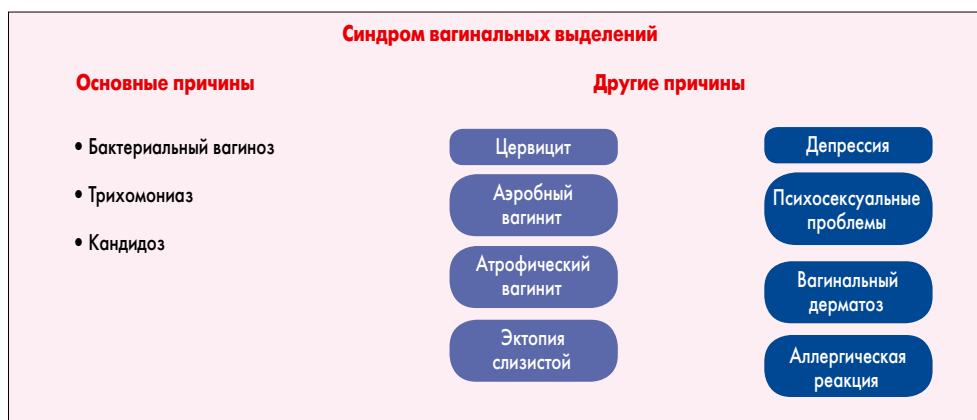 Синдром вагинальных выделений
Основные причины
Другие причины
• Бактериальный вагиноз
• Трихомониаз
• Кандидоз
Цервицит
Аэробный
вагинит
Атрофический
вагинит
Эктопия
слизистой
Депрессия
Психосексуальные
проблемы
Вагинальный
дерматоз
Аллергическая
реакция